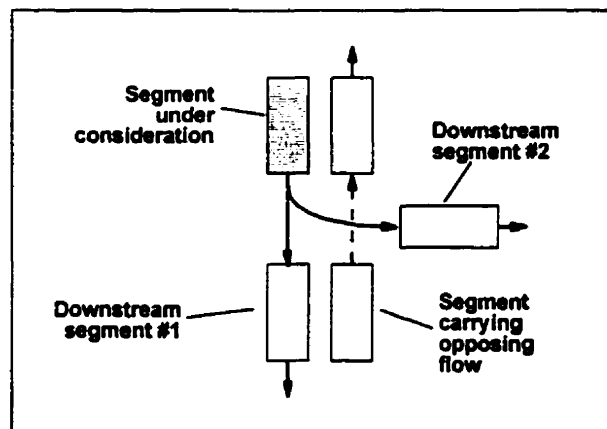 Segment
under
consideration
Downstream
segment #2
Downstream
segment #1
Segment
carrying
opposing
flow